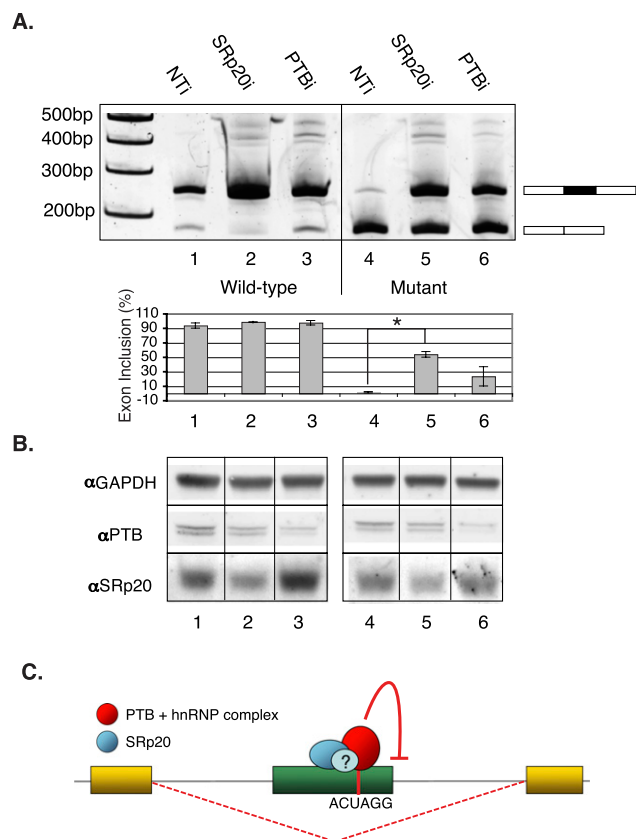 A.
NTi SRp20i PTBi NTi SRp20i PTBi
500bp
400bp
300bp
200bp
1 2 3 4 5 6
Wild-type Mutant
Exon Inclusion (%)
110
90
70
50
30
10
-10
*
1 2 3 4 5 6
B.
αGAPDH
αPTB
αSRp20
1 2 3 4 5 6
C.
PTB + hnRNP complex
SRp20
?
ACUAGG